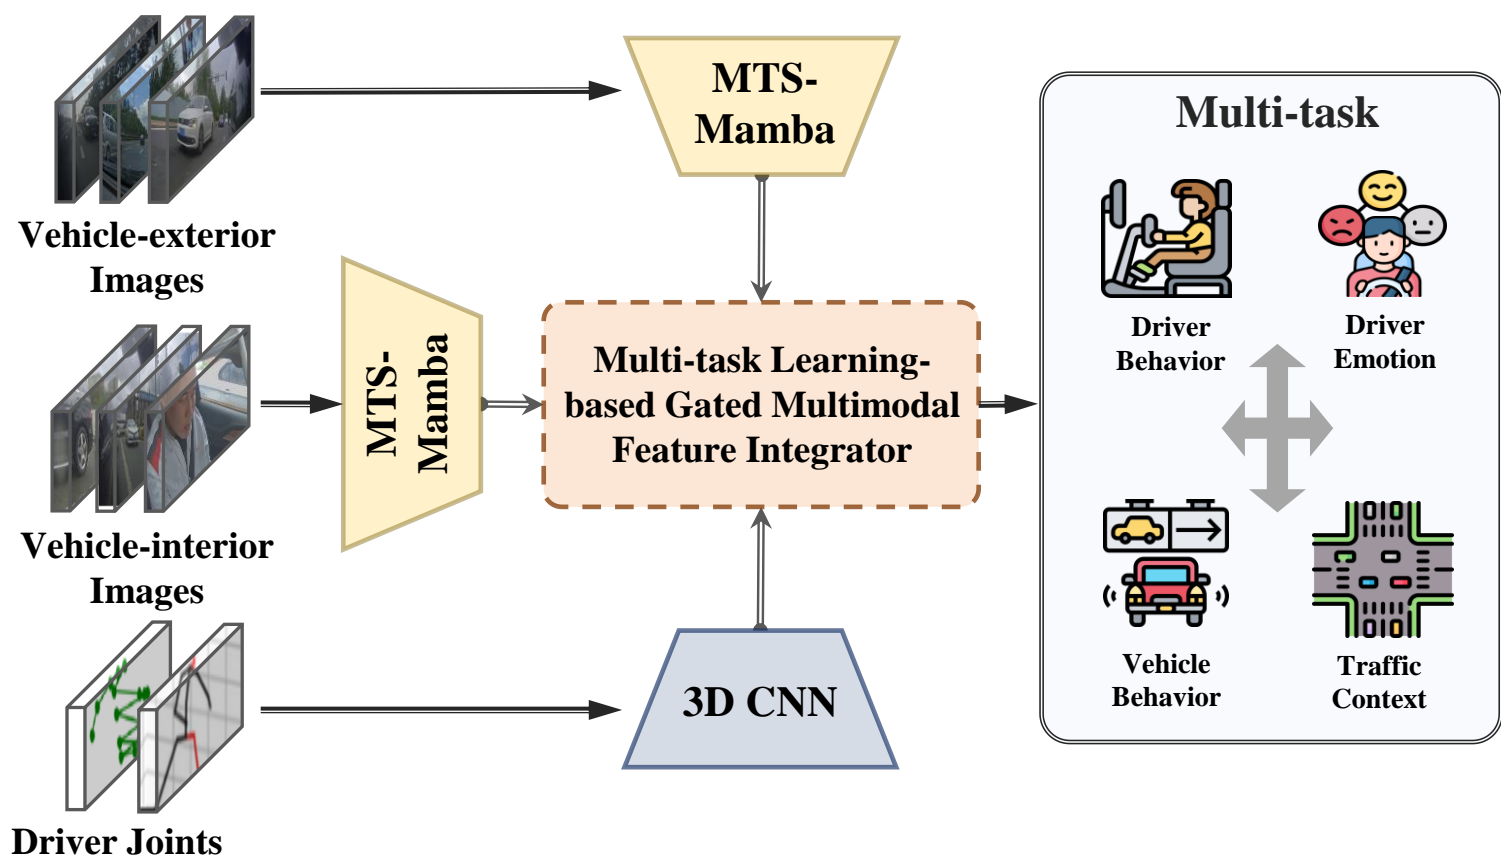 Vehicle-exterior
Images
Vehicle-interior
Images
Driver Joints
MTS-
Mamba
MTS-
Mamba
3D CNN
Multi-task Learning-
based Gated Multimodal
Feature Integrator
Multi-task
Driver
Behavior
Driver
Emotion
Vehicle
Behavior
Traffic
Context